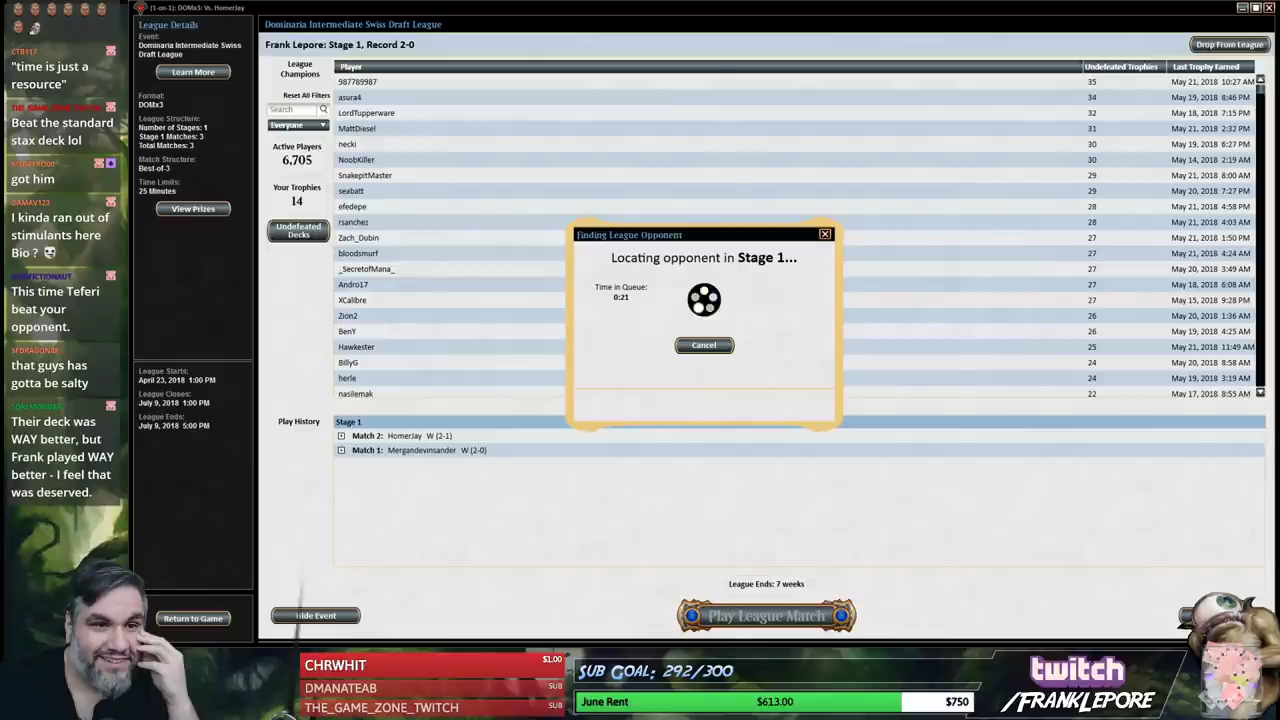 (1-on-1): DOMx3: Vs. HomerJay
CTB117
"time is just a
resource"
THE_GAME_ZONE_TWITCH
Beat the standard
stax deck lol
got him
DAMAV123
I kinda ran out of
stimulants here
Bio ?
This time Teferi
beat your
opponent.
SFDRAGON82
that guys has
gotta be salty
Their deck was
WAY better, but
Frank played WAY
better - I feel that
was deserved.
League Details
Event:
Dominaria Intermediate Swiss
Draft League
Learn More
Format:
DOMx3
League Structure:
Number of Stages: 1
Stage 1 Matches: 3
Total Matches: 3
Match Structure:
Best-of-3
Time Limits:
25 Minutes
View Prizes
League Starts:
April 23, 2018 1:00 PM
League Closes:
July 9, 2018 1:00 PM
League Ends:
July 9, 2018 5:00 PM
Return to Game
Dominaria Intermediate Swiss Draft League
Frank Lepore: Stage 1, Record 2-0
Drop From League
League
Champions
Reset All Filters
Search
Everyone
Active Players
6,705
Your Trophies
14
Undefeated
Decks
Player Undefeated Trophies Last Trophy Earned
987789987 35 May 21, 2018 10:27 AM
asura4 34 May 19, 2018 8:46 PM
LordTupperware 32 May 18, 2018 7:15 PM
MattDiesel 31 May 21, 2018 2:32 PM
necki 30 May 19, 2018 6:27 PM
NoobKiller 30 May 14, 2018 2:19 AM
SnakepitMaster 29 May 21, 2018 8:00 AM
seabatt 29 May 20, 2018 7:27 PM
efedepe 28 May 21, 2018 4:58 PM
rsanchez 28 May 21, 2018 4:03 AM
Zach_Dubin 27 May 21, 2018 1:50 PM
bloodsmurf 27 May 21, 2018 4:24 AM
_SecretofMana_ 27 May 20, 2018 3:49 AM
Andro17 27 May 18, 2018 6:08 AM
XCalibre 27 May 15, 2018 9:28 PM
Zion2 26 May 20, 2018 1:36 AM
BenY 26 May 19, 2018 4:25 AM
Hawkester 25 May 21, 2018 11:49 AM
BillyG 24 May 20, 2018 8:58 AM
herle 24 May 19, 2018 3:19 AM
nasilemak 22 May 17, 2018 8:55 AM
Finding League Opponent
Locating opponent in Stage 1...
Time in Queue:
0:21
Cancel
Play History
Stage 1
Match 2: HomerJay W (2-1)
Match 1: Mergandevinsander W (2-0)
League Ends: 7 weeks
Hide Event
Play League Match
CHRWHIT $1.00
DMANATEAB SUB
THE_GAME_ZONE_TWITCH SUB
SUB GOAL: 292/300
June Rent $613.00 $750
twitch
/FRANKLEPORE